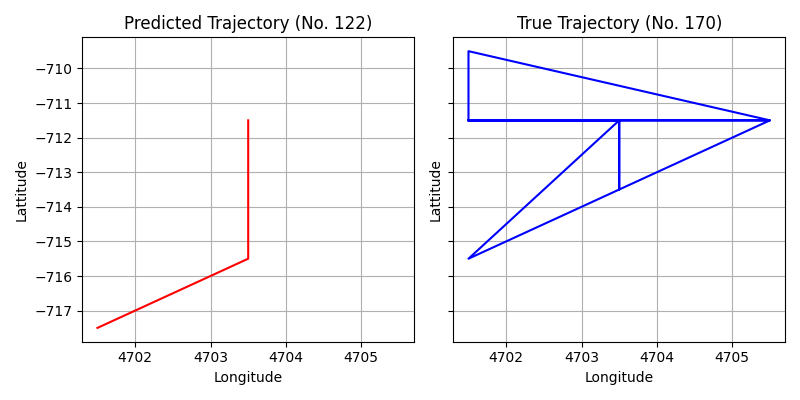 Predicted Trajectory (No. 122)
True Trajectory (No. 170)
−710
−711
−712
−713
−714
−715
−716
−717
Lattitude
Lattitude
4702
4703
4704
4705
4702
4703
4704
4705
Longitude
Longitude